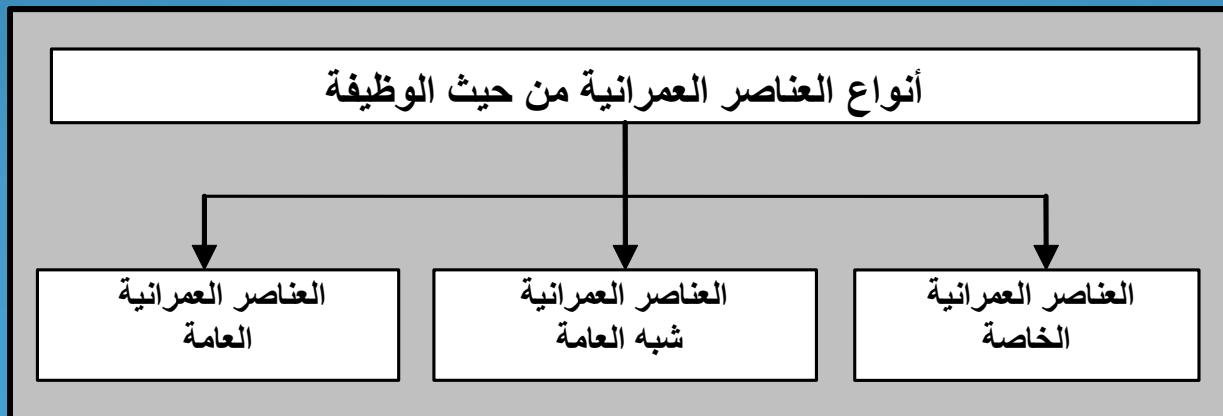 أنواع العناصر العمرانية من حيث الوظيفة
العناصر العمرانية
الخاصة
العناصر العمرانية
شبه العامة
العناصر العمرانية
العامة